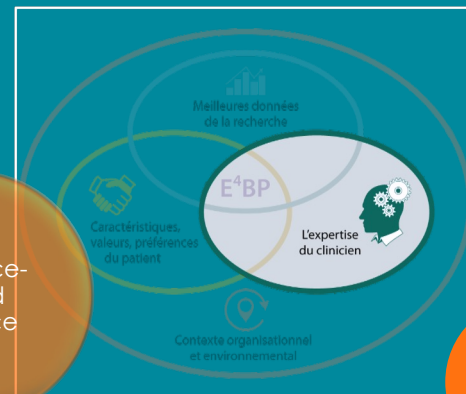 Meilleures données
de la recherche
E⁴BP
Caractéristiques,
valeurs, préférences
du patient
L'expertise
du clinicien
Contexte organisationnel
et environnemental